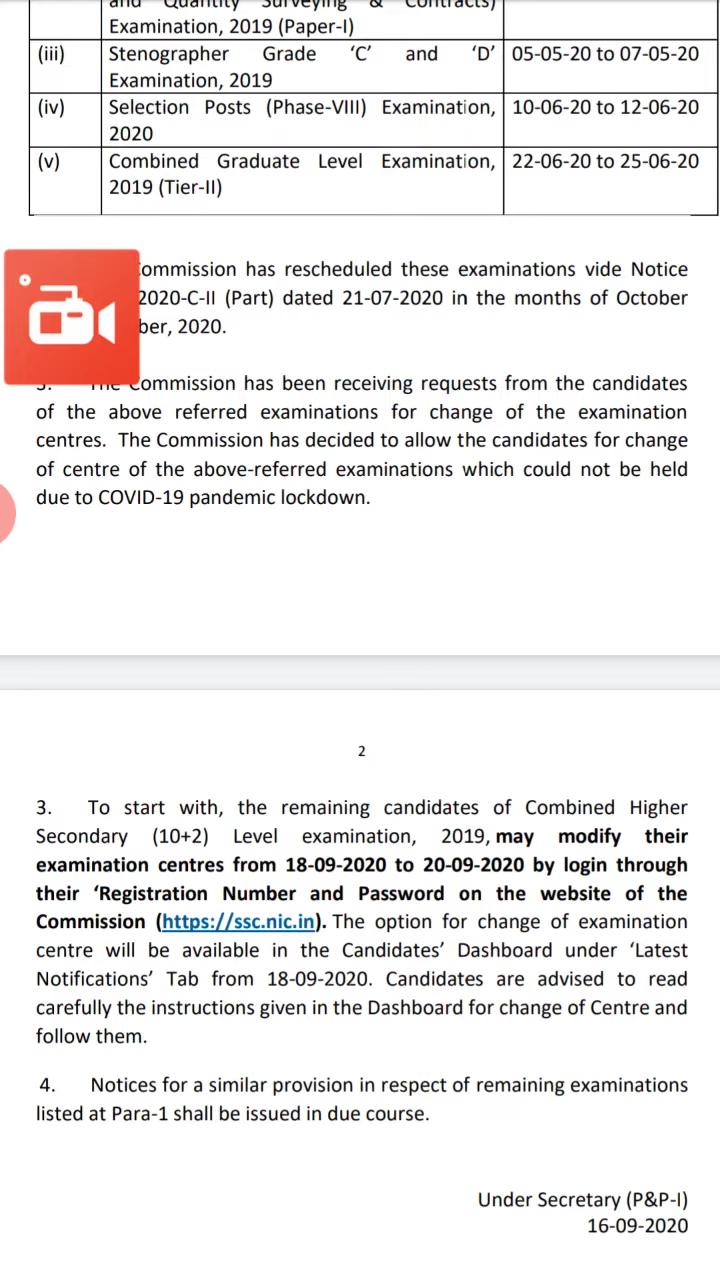 and Quantity Surveying & Contracts)
Examination, 2019 (Paper-I)
(iii) Stenographer Grade ‘C’ and ‘D’ 05-05-20 to 07-05-20
Examination, 2019
(iv) Selection Posts (Phase-VIII) Examination, 10-06-20 to 12-06-20
2020
(v) Combined Graduate Level Examination, 22-06-20 to 25-06-20
2019 (Tier-II)
ommission has rescheduled these examinations vide Notice
2020-C-II (Part) dated 21-07-2020 in the months of October
ber, 2020.
The Commission has been receiving requests from the candidates
of the above referred examinations for change of the examination
centres. The Commission has decided to allow the candidates for change
of centre of the above-referred examinations which could not be held
due to COVID-19 pandemic lockdown.
2
3. To start with, the remaining candidates of Combined Higher
Secondary (10+2) Level examination, 2019, may modify their
examination centres from 18-09-2020 to 20-09-2020 by login through
their ‘Registration Number and Password on the website of the
Commission (https://ssc.nic.in). The option for change of examination
centre will be available in the Candidates’ Dashboard under ‘Latest
Notifications’ Tab from 18-09-2020. Candidates are advised to read
carefully the instructions given in the Dashboard for change of Centre and
follow them.
4. Notices for a similar provision in respect of remaining examinations
listed at Para-1 shall be issued in due course.
Under Secretary (P&P-I)
16-09-2020